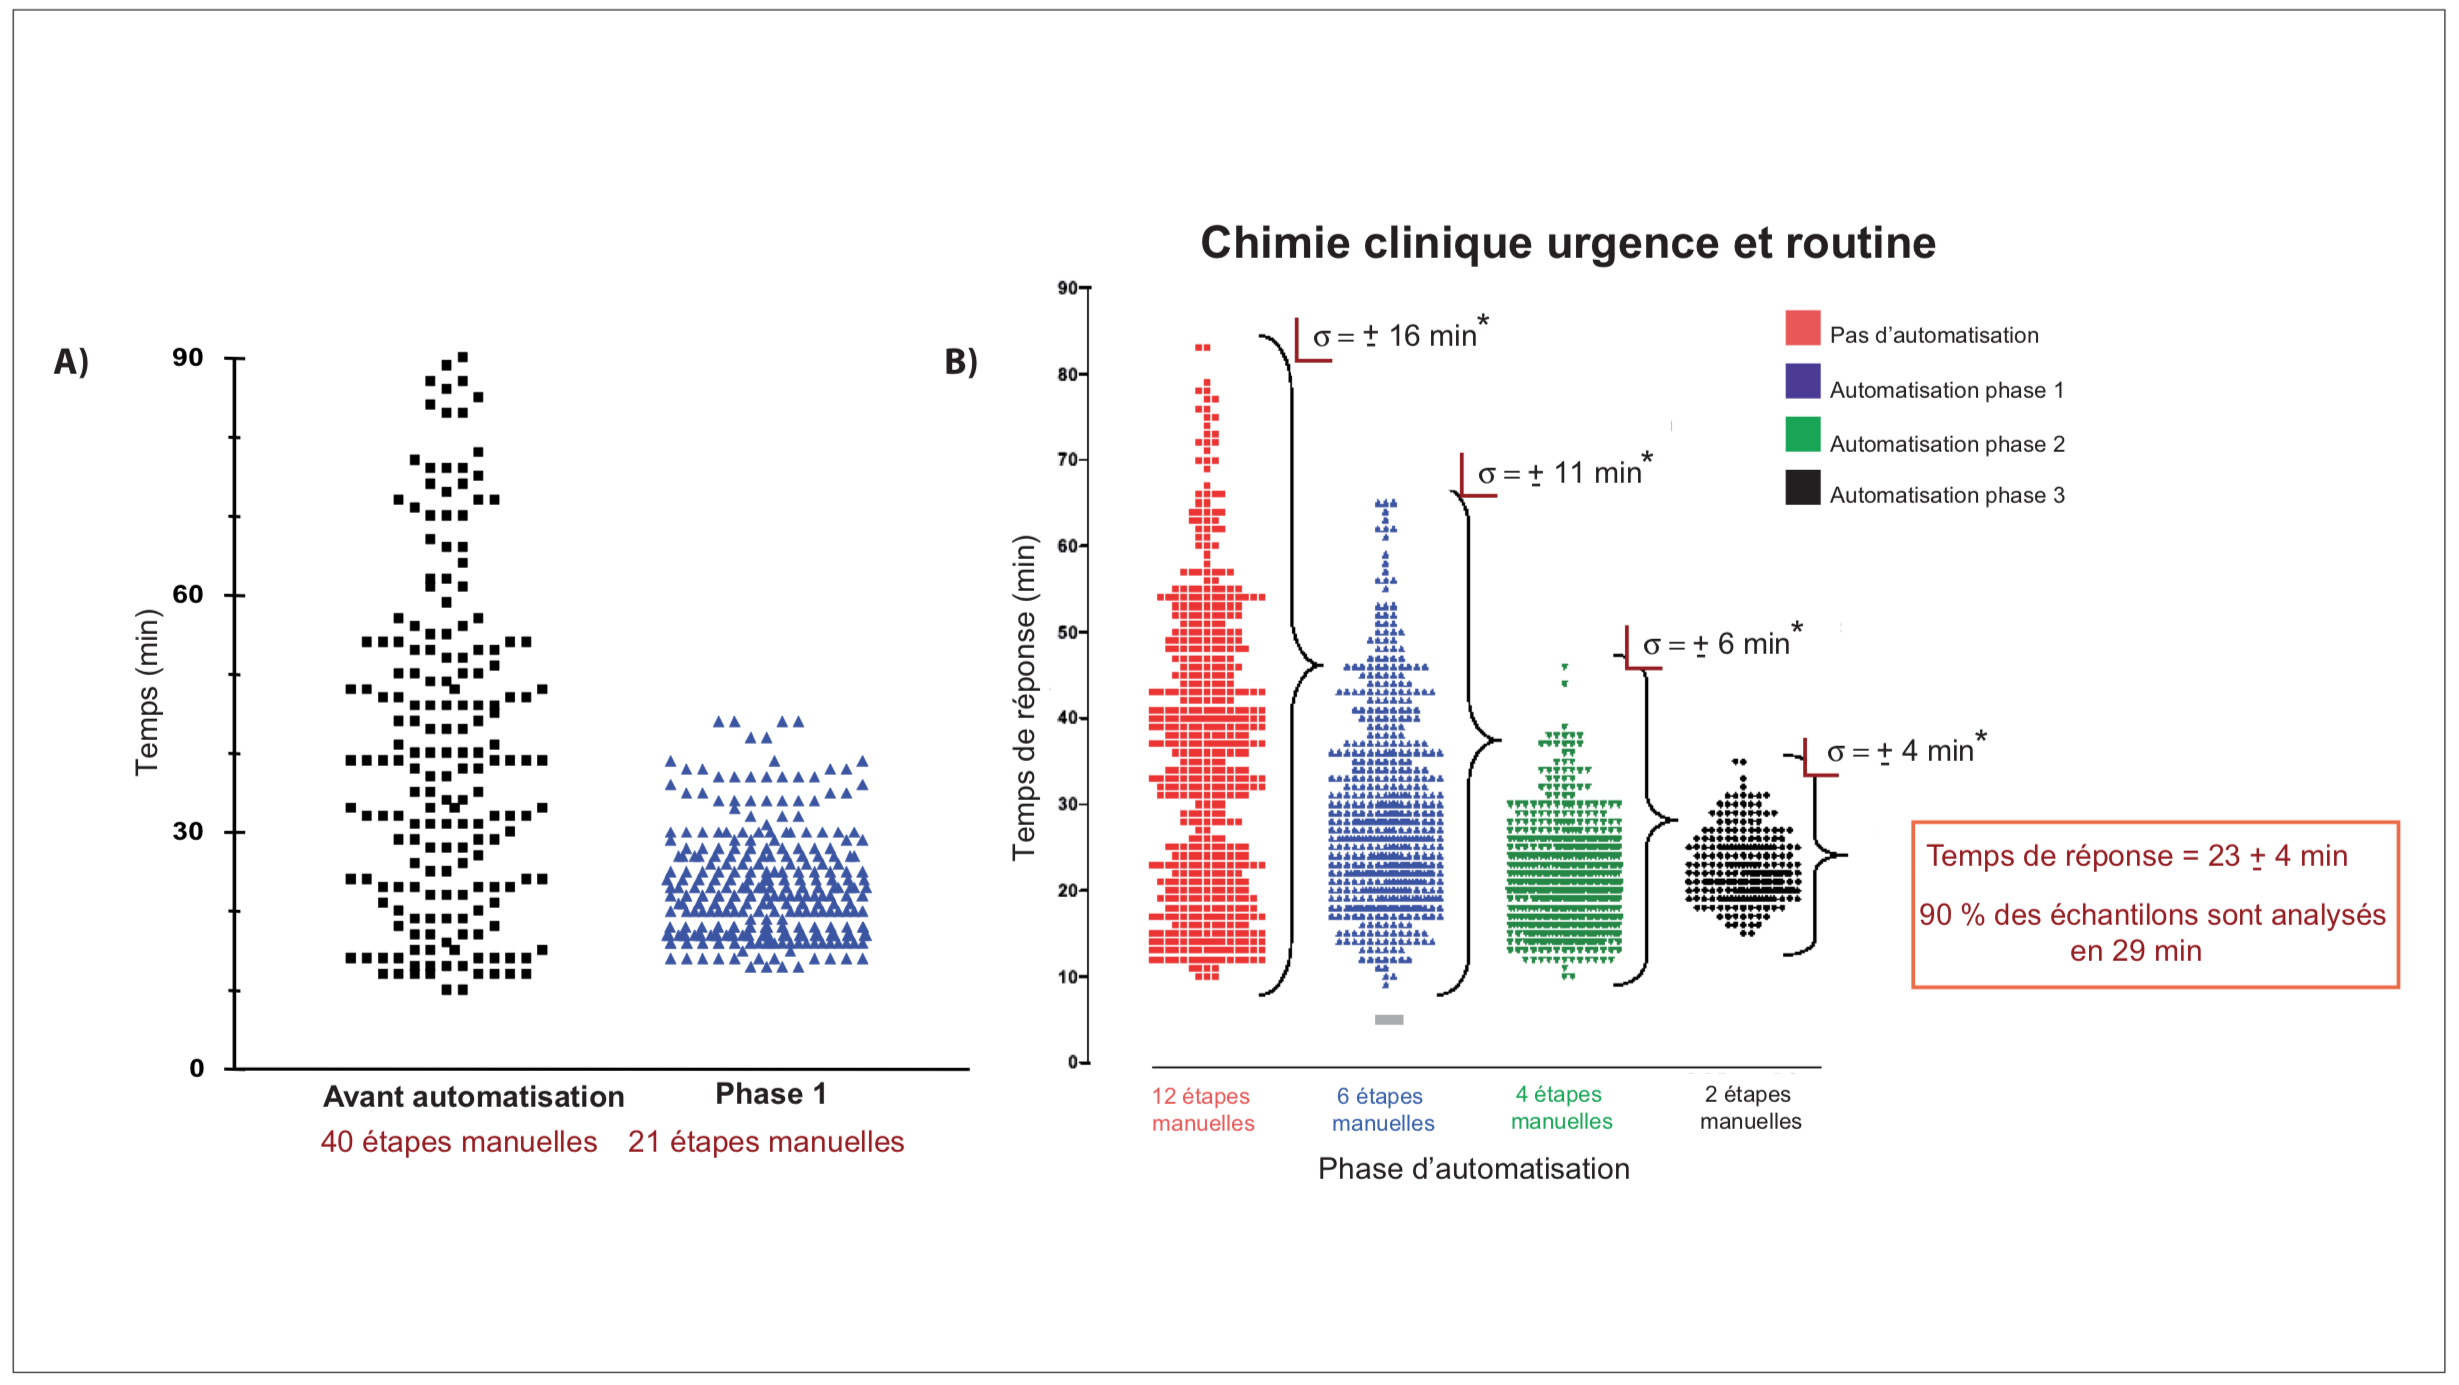 A)
90
60
30
0
Temps (min)
Avant automatisation
Phase 1
40 étapes manuelles
21 étapes manuelles
B)
Chimie clinique urgence et routine
90
80
70
60
50
40
30
20
10
0
Temps de réponse (min)
σ = ± 16 min*
σ = ± 11 min*
σ = ± 6 min*
σ = ± 4 min*
Pas d’automatisation
Automatisation phase 1
Automatisation phase 2
Automatisation phase 3
Temps de réponse = 23 ± 4 min
90 % des échantilons sont analysés
en 29 min
12 étapes
manuelles
6 étapes
manuelles
4 étapes
manuelles
2 étapes
manuelles
Phase d’automatisation